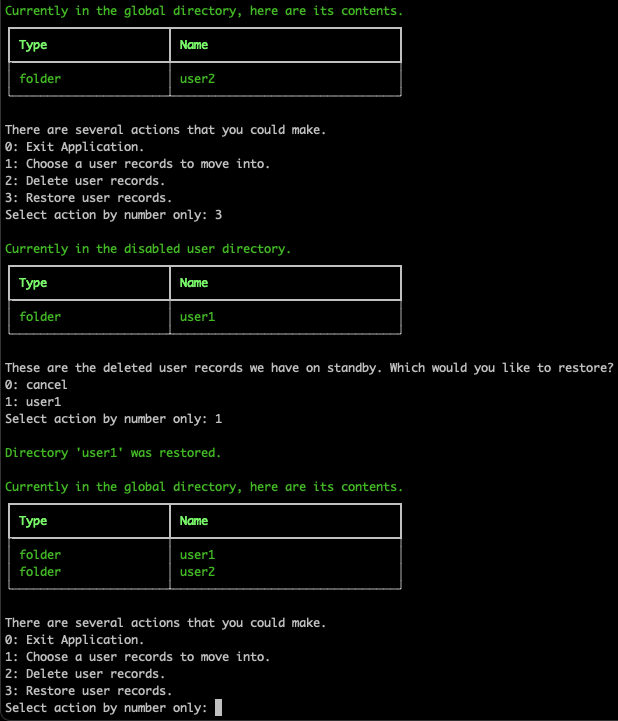 Currently in the global directory, here are its contents.
Type Name
folder user2
There are several actions that you could make.
0: Exit Application.
1: Choose a user records to move into.
2: Delete user records.
3: Restore user records.
Select action by number only: 3
Currently in the disabled user directory.
Type Name
folder user1
These are the deleted user records we have on standby. Which would you like to restore?
0: cancel
1: user1
Select action by number only: 1
Directory 'user1' was restored.
Currently in the global directory, here are its contents.
Type Name
folder user1
folder user2
There are several actions that you could make.
0: Exit Application.
1: Choose a user records to move into.
2: Delete user records.
3: Restore user records.
Select action by number only: